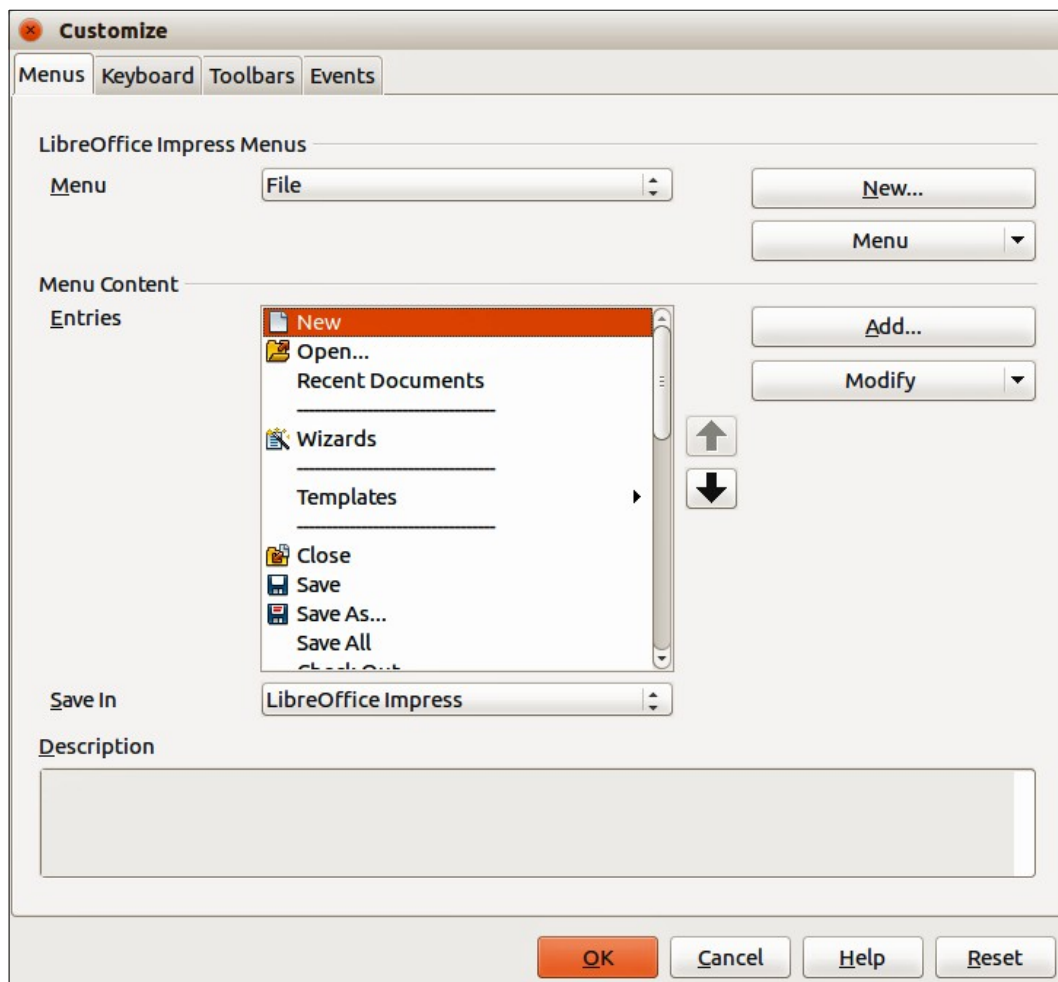 Customize
Menus Keyboard Toolbars Events
LibreOffice Impress Menus
Menu File New...
Menu
Menu Content
Entries New Add...
Open...
Recent Documents Modify
Wizards
Templates
Close
Save
Save As...
Save All
Check Out
Save In LibreOffice Impress
Description
OK Cancel Help Reset